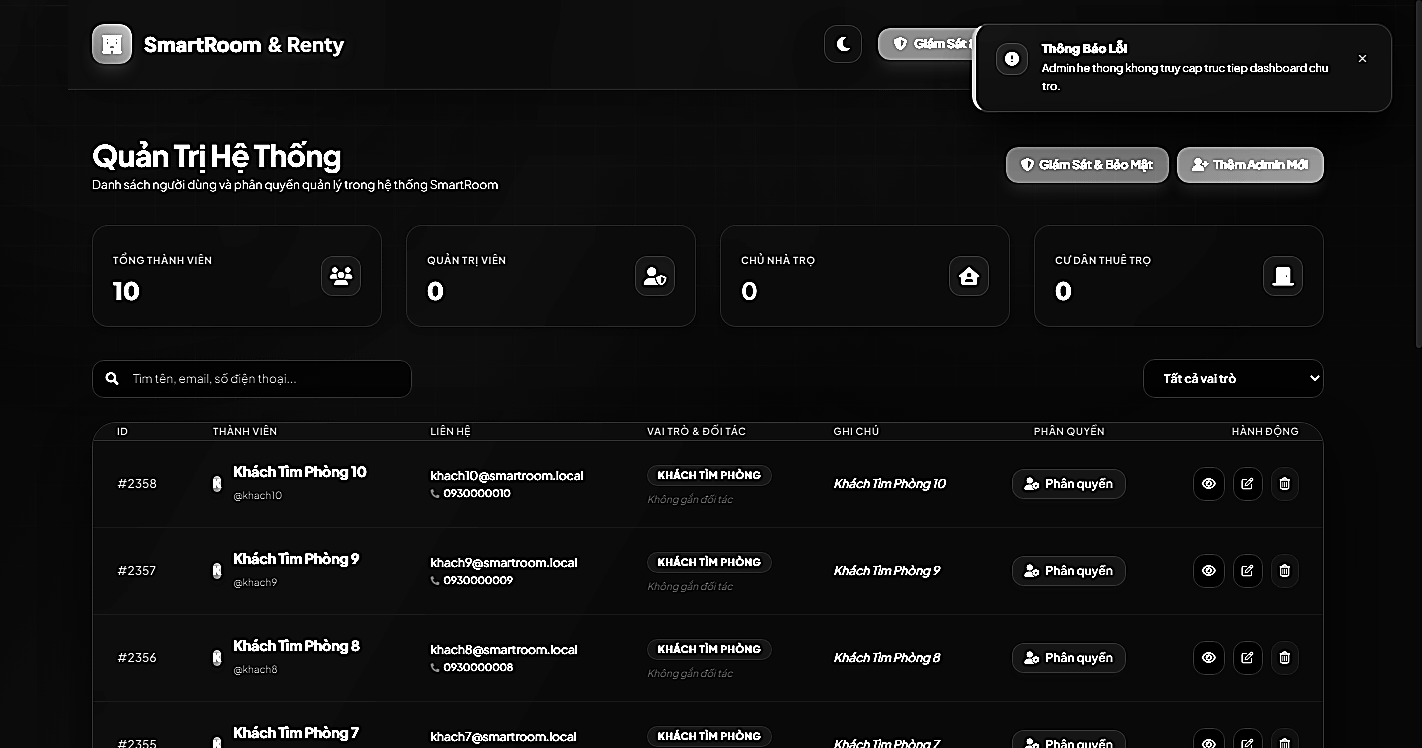 SmartRoom & Renty
Giám Sát &
Thông Báo Lỗi
Admin he thong khong truy cap truc tiep dashboard chu
tro.
Quản Trị Hệ Thống
Danh sách người dùng và phân quyền quản lý trong hệ thống SmartRoom
Giám Sát & Bảo Mật
Thêm Admin Mới
TỔNG THÀNH VIÊN
10
QUẢN TRỊ VIÊN
0
CHỦ NHÀ TRỌ
0
CƯ DÂN THUÊ TRỌ
0
Tìm tên, email, số điện thoại...
Tất cả vai trò
ID THÀNH VIÊN LIÊN HỆ VAI TRÒ & ĐỐI TÁC GHI CHÚ PHÂN QUYỀN HÀNH ĐỘNG
#2358 K Khách Tìm Phòng 10 khach10@smartroom.local KHÁCH TÌM PHÒNG Khách Tìm Phòng 10 Phân quyền
@khach10 0930000010 Không gắn đối tác
#2357 K Khách Tìm Phòng 9 khach9@smartroom.local KHÁCH TÌM PHÒNG Khách Tìm Phòng 9 Phân quyền
@khach9 0930000009 Không gắn đối tác
#2356 K Khách Tìm Phòng 8 khach8@smartroom.local KHÁCH TÌM PHÒNG Khách Tìm Phòng 8 Phân quyền
@khach8 0930000008 Không gắn đối tác
#2355 K Khách Tìm Phòng 7 khach7@smartroom.local KHÁCH TÌM PHÒNG Khách Tìm Phòng 7 Phân quyền